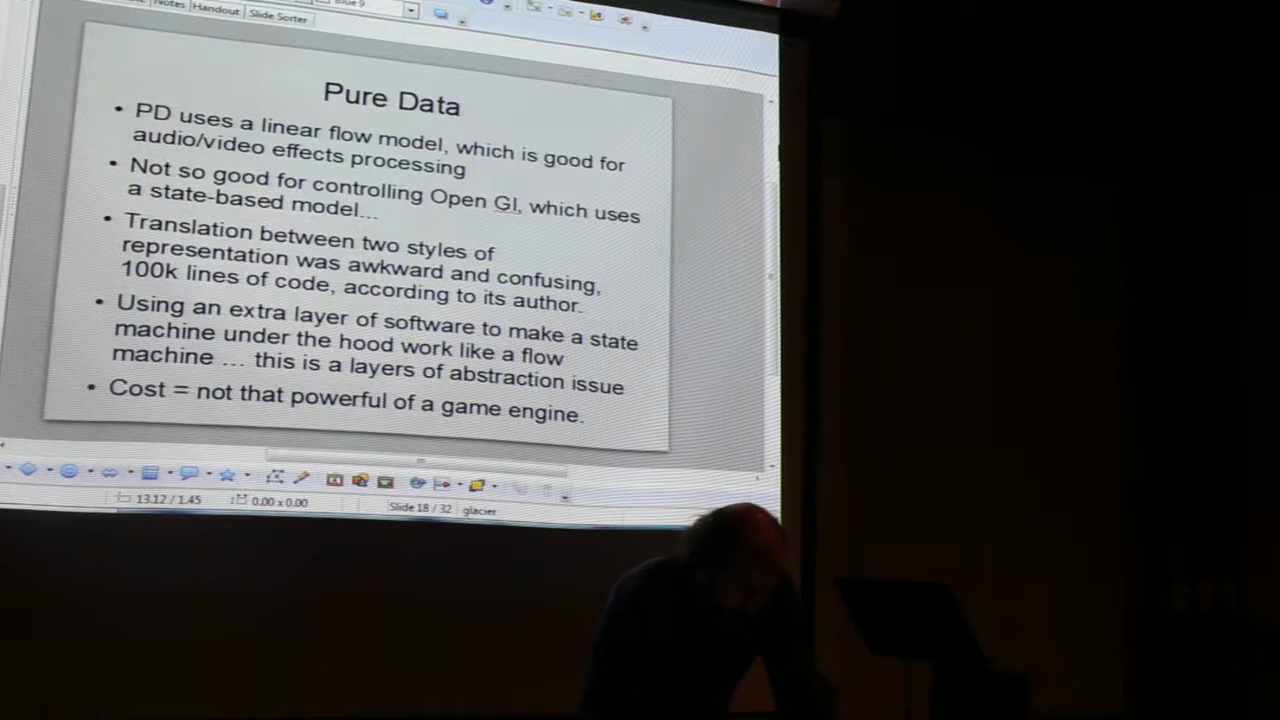 Notes Handout Slide Sorter
Pure Data
• PD uses a linear flow model, which is good for
audio/video effects processing
• Not so good for controlling Open Gl, which uses
a state-based model...
• Translation between two styles of
representation was awkward and confusing,
100k lines of code, according to its author.
• Using an extra layer of software to make a state
machine under the hood work like a flow
machine ... this is a layers of abstraction issue
• Cost = not that powerful of a game engine.
13.12 / 1.45 0.00 x 0.00 Slide 18 / 32 glacier